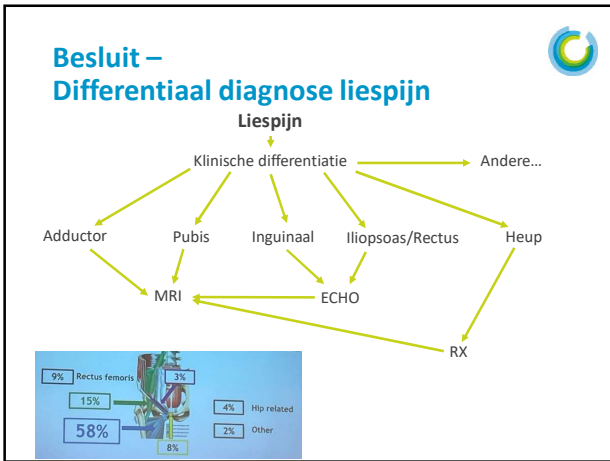 Besluit –
Differentiaal diagnose liespijn
Liespijn
Klinische differentiatie
Andere...
Adductor
Pubis
Inguinaal
Iliopsoas/Rectus
Heup
MRI
ECHO
RX
9%
Rectus femoris
3%
15%
4%
Hip related
58%
2%
Other
8%